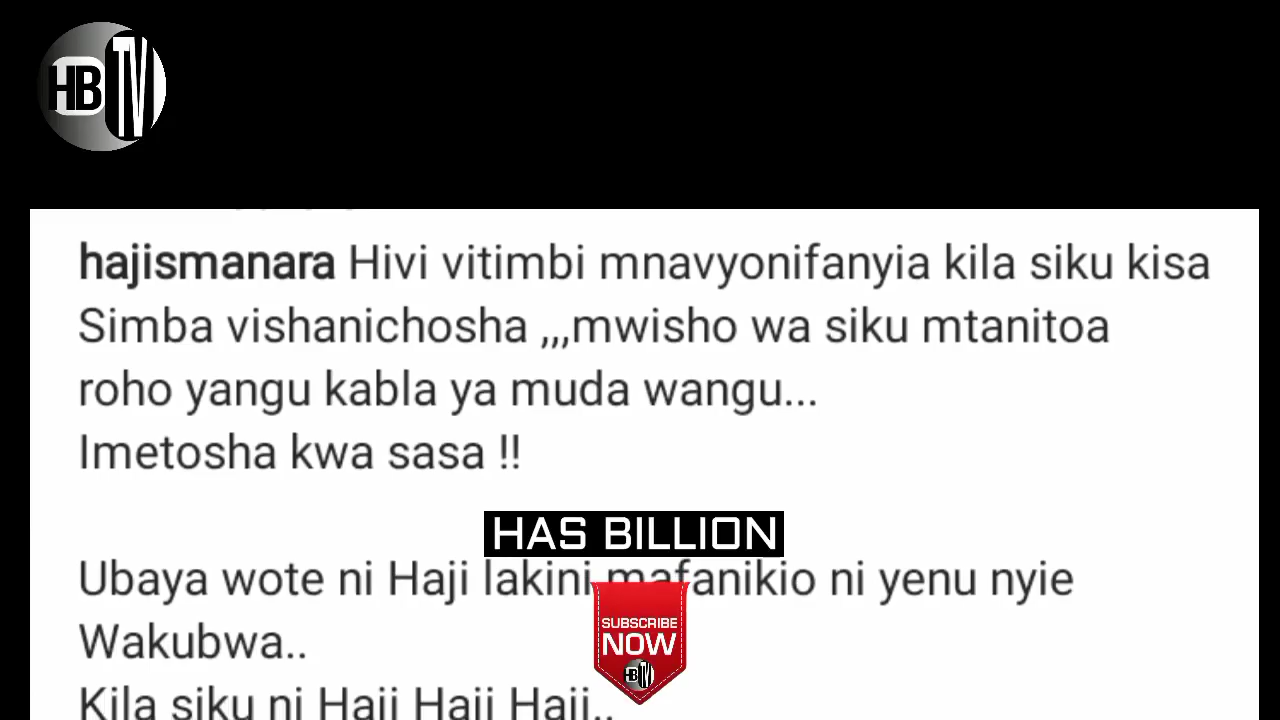 HB TV
hajismanara Hivi vitimbi mnavyonifanyia kila siku kisa
Simba vishanichosha ,,,mwisho wa siku mtanitoa
roho yangu kabla ya muda wangu...
Imetosha kwa sasa !!
HAS BILLION
Ubaya wote ni Haji lakini mafanikio ni yenu nyie
Wakubwa..
SUBSCRIBE
NOW
HB TV
Kila siku ni Haji Haji Haji..